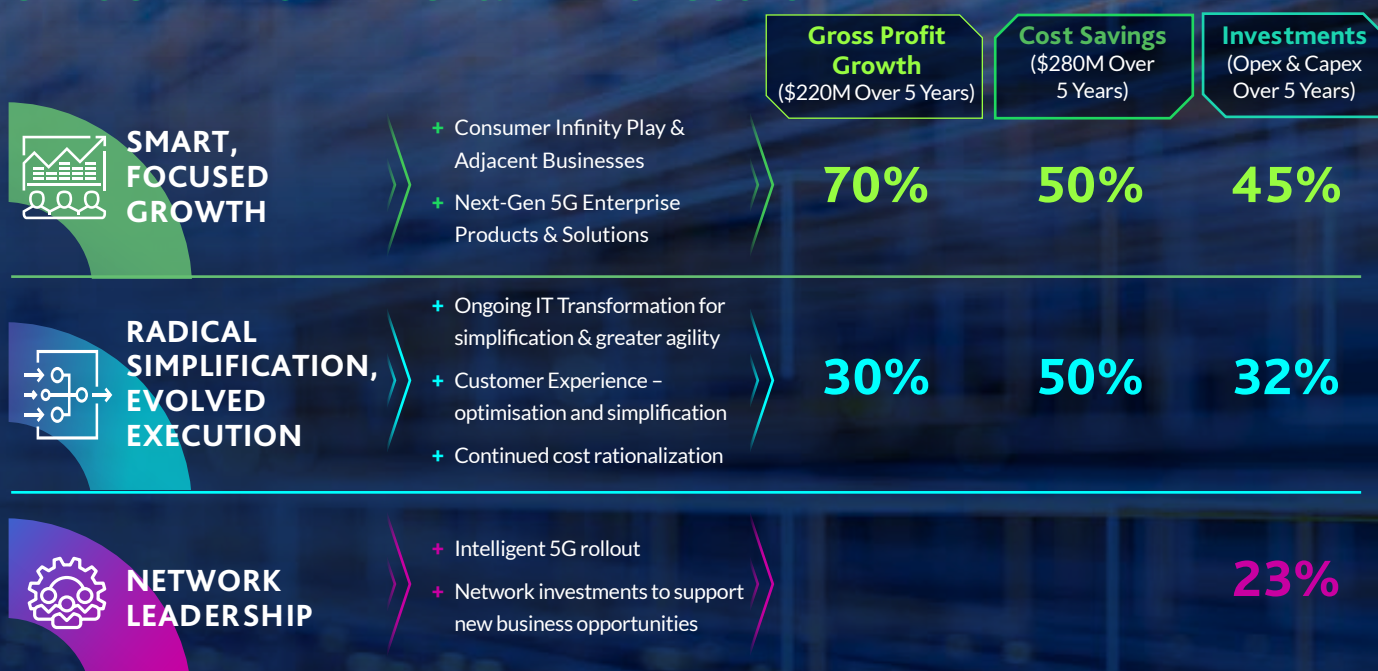 Gross Profit
Growth
($220M Over 5 Years)
Cost Savings
($280M Over
5 Years)
Investments
(Opex & Capex
Over 5 Years)
SMART,
FOCUSED
GROWTH
+ Consumer Infinity Play &
Adjacent Businesses
+ Next-Gen 5G Enterprise
Products & Solutions
70%
50%
45%
RADICAL
SIMPLIFICATION,
EVOLVED
EXECUTION
+ Ongoing IT Transformation for
simplification & greater agility
+ Customer Experience –
optimisation and simplification
+ Continued cost rationalization
30%
50%
32%
NETWORK
LEADERSHIP
+ Intelligent 5G rollout
+ Network investments to support
new business opportunities
23%